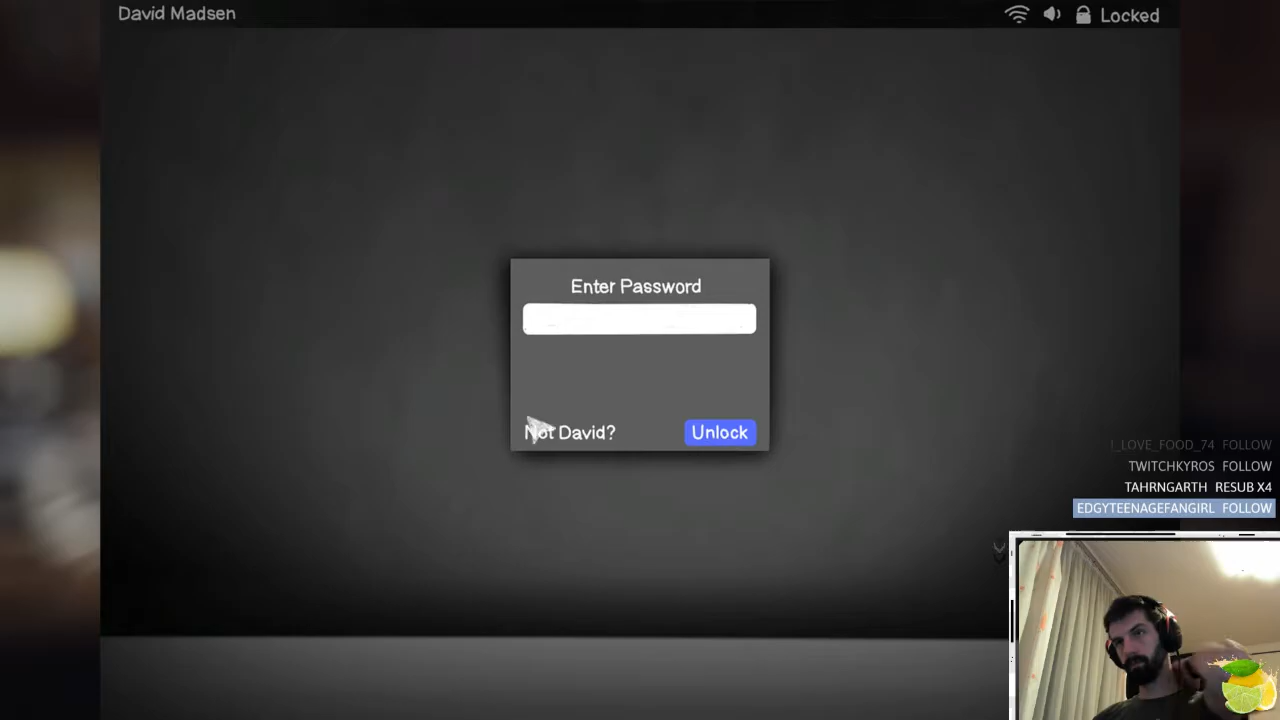 David Madsen
Locked
Enter Password
Not David?
Unlock
I_LOVE_FOOD_74 FOLLOW
TWITCHKYROS FOLLOW
TAHRNGARTH RESUB X4
EDGYTEENAGEFANGIRL FOLLOW